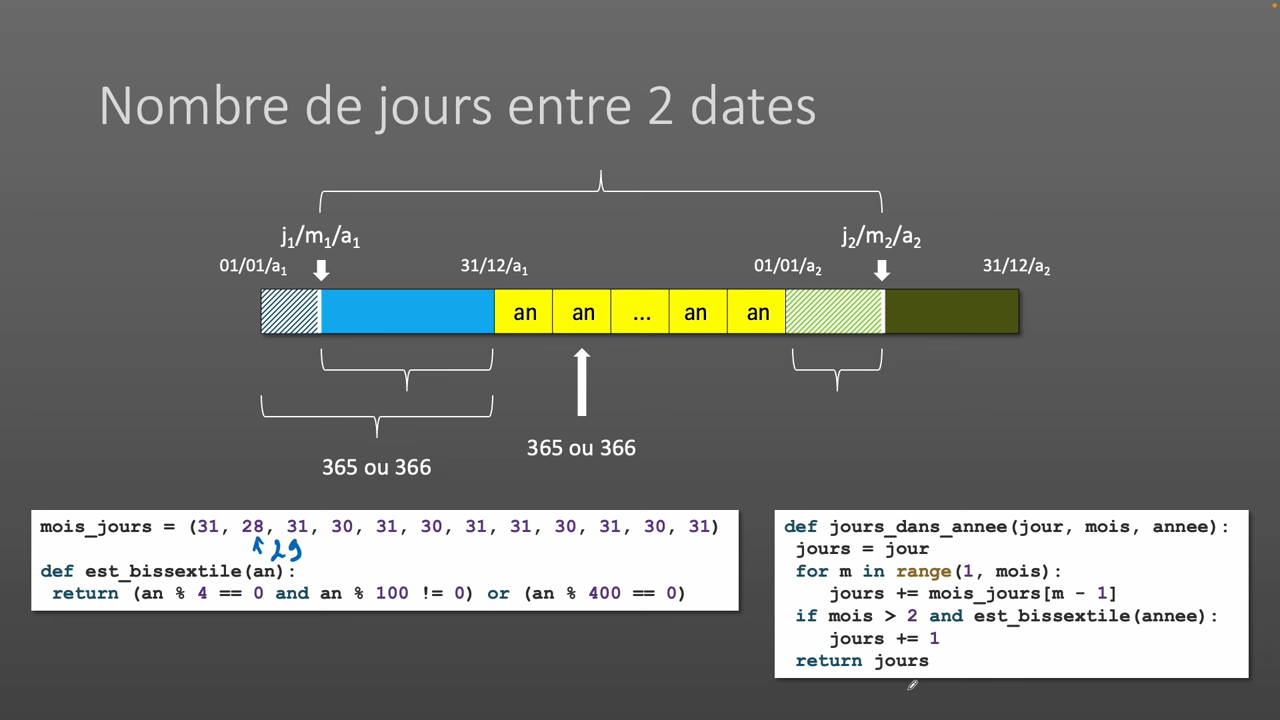 Nombre de jours entre 2 dates
j₁/m₁/a₁
j₂/m₂/a₂
01/01/a₁
31/12/a₁
01/01/a₂
31/12/a₂
an
an
...
an
an
365 ou 366
365 ou 366
mois_jours = (31, 28, 31, 30, 31, 30, 31, 31, 30, 31, 30, 31)
29
def est_bissextile(an):
return (an % 4 == 0 and an % 100 != 0) or (an % 400 == 0)
def jours_dans_annee(jour, mois, annee):
jours = jour
for m in range(1, mois):
jours += mois_jours[m - 1]
if mois > 2 and est_bissextile(annee):
jours += 1
return jours